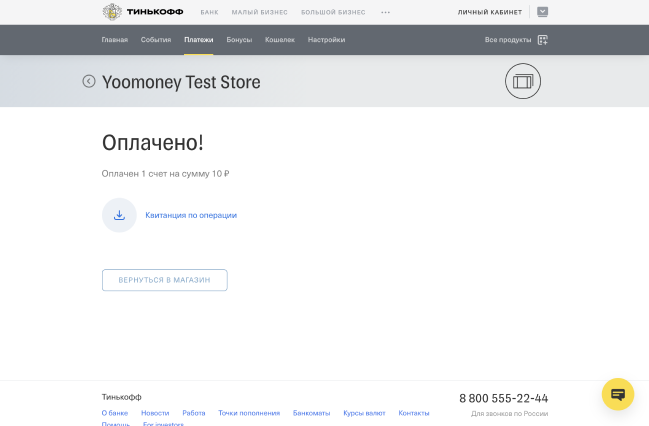 ТИНЬКОФФ БАНК МАЛЫЙ БИЗНЕС БОЛЬШОЙ БИЗНЕС ЛИЧНЫЙ КАБИНЕТ
Главная События Платежи Бонусы Кошелек Настройки Все продукты
Yoomoney Test Store
Оплачено!
Оплачен 1 счет на сумму 10 ₽
Квитанция по операции
ВЕРНУТЬСЯ В МАГАЗИН
Тинькофф 8 800 555-22-44
О банке Новости Работа Точки пополнения Банкоматы Курсы валют Контакты Для звонков по России
Помощь For investors